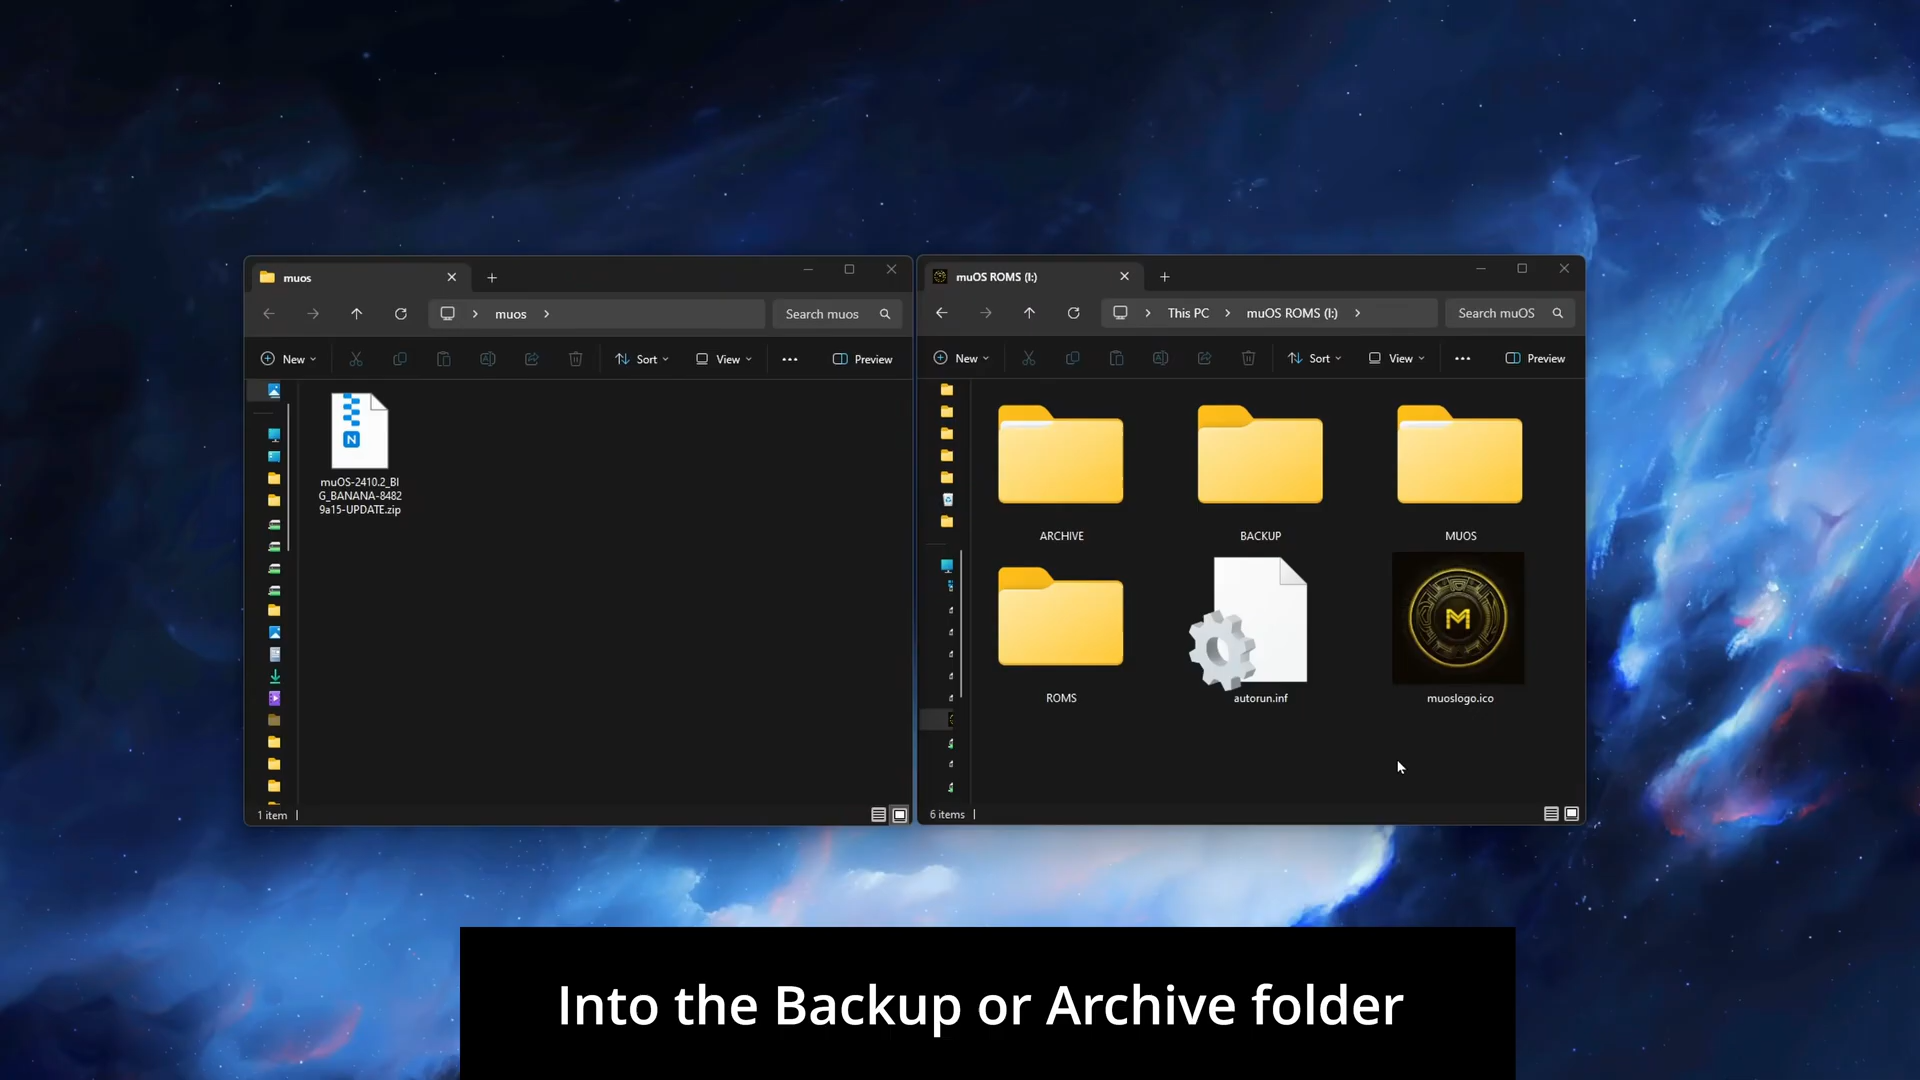 muos
muos
Search muos
New
Sort
View
Preview
N
muOS-2410.2_BI
G_BANANA-8482
9a15-UPDATE.zip
1 item
muOS ROMS (I:)
This PC
muOS ROMS (I:)
Search muOS
New
Sort
View
Preview
ARCHIVE
BACKUP
MUOS
M
ROMS
autorun.inf
muoslogo.ico
6 items
Into the Backup or Archive folder